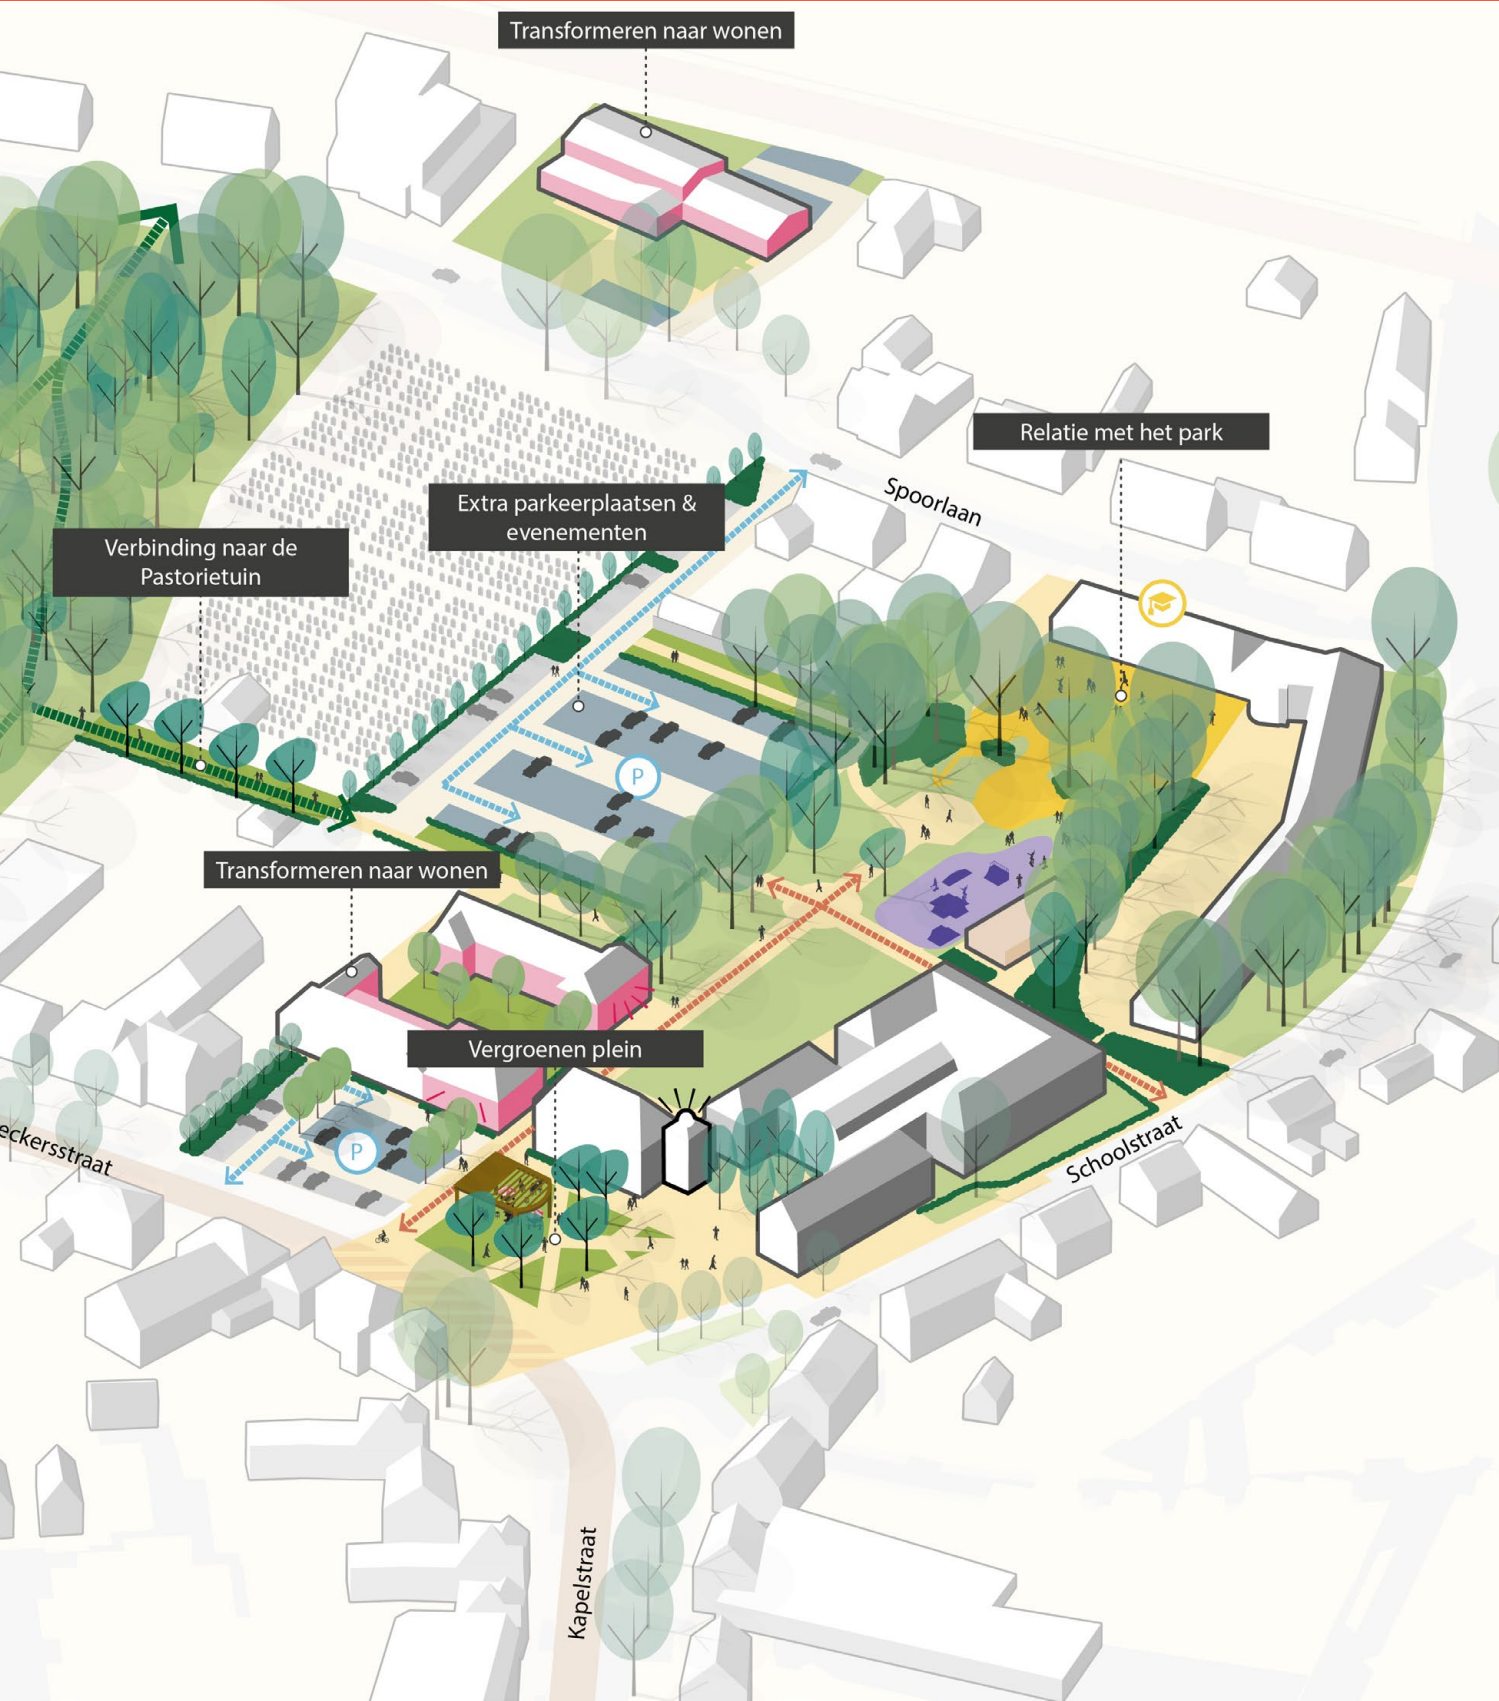 Transformeren naar wonen
Relatie met het park
Spoorlaan
Extra parkeerplaatsen &
evenementen
Verbinding naar de
Pastorietuin
P
Transformeren naar wonen
Vergroenen plein
P
eckersstraat
Schoolstraat
Kapelstraat